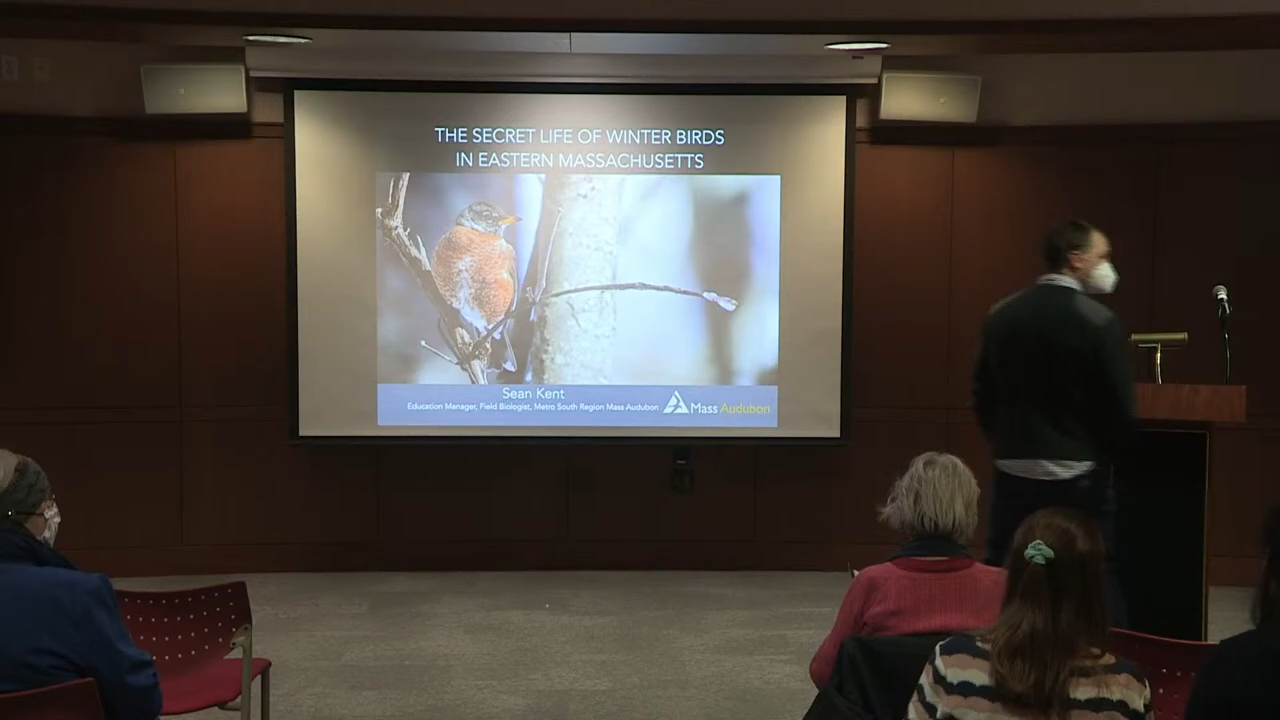 THE SECRET LIFE OF WINTER BIRDS
IN EASTERN MASSACHUSETTS
Sean Kent
Education Manager, Field Biologist, Metro South Region Mass Audubon
Mass Audubon